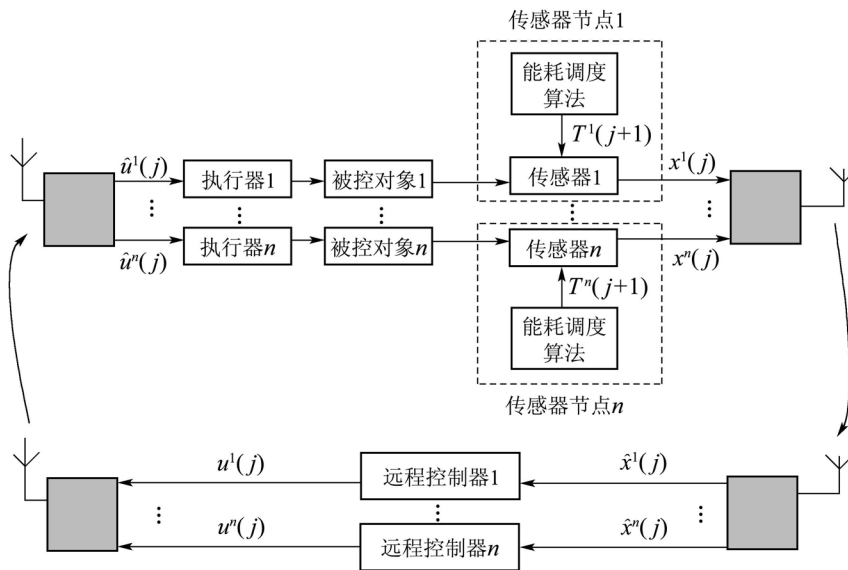 传感器节点1
能耗调度
算法
T¹(j+1)
û¹(j)
执行器1
被控对象1
传感器1
x¹(j)
ûⁿ(j)
执行器n
被控对象n
传感器n
xⁿ(j)
Tⁿ(j+1)
能耗调度
算法
传感器节点n
u¹(j)
远程控制器1
x̂¹(j)
uⁿ(j)
远程控制器n
x̂ⁿ(j)